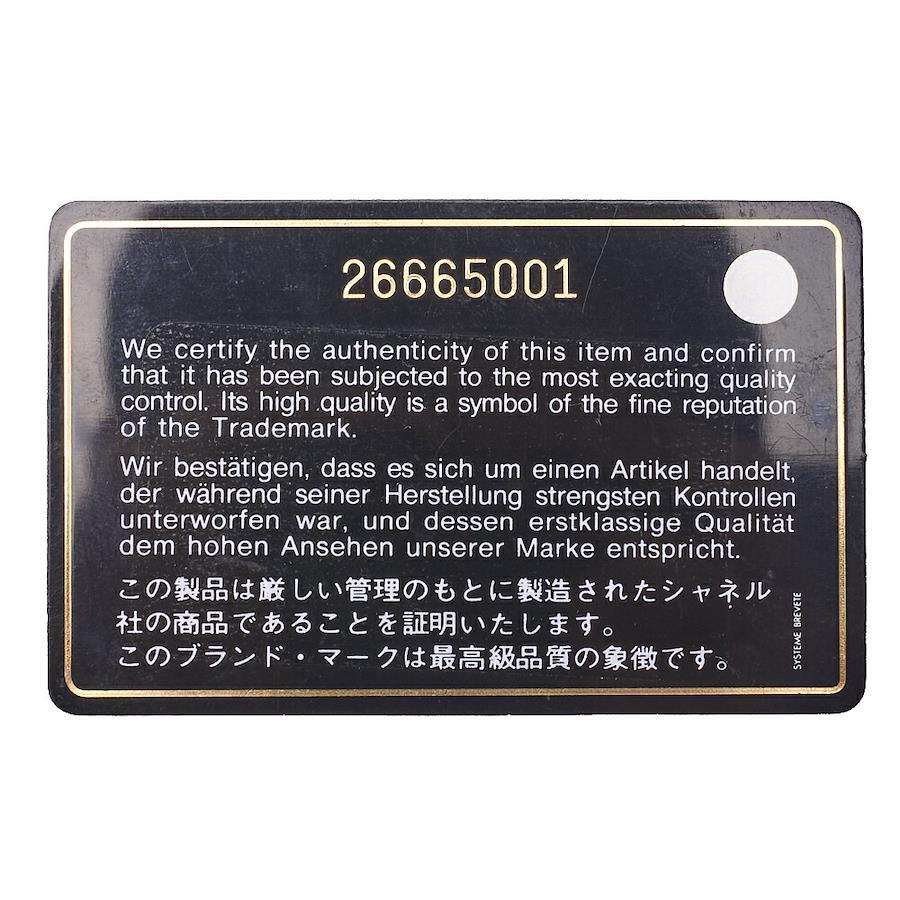 26665001
We certify the authenticity of this item and confirm
that it has been subjected to the most exacting quality
control. Its high quality is a symbol of the fine reputation
of the Trademark.
Wir bestätigen, dass es sich um einen Artikel handelt,
der während seiner Herstellung strengsten Kontrollen
unterworfen war, und dessen erstklassige Qualität
dem hohen Ansehen unserer Marke entspricht.
この製品は厳しい管理のもとに製造されたシャネル
社の商品であることを証明いたします。
このブランド・マークは最高級品質の象徴です。
SYSTEME BREVETE